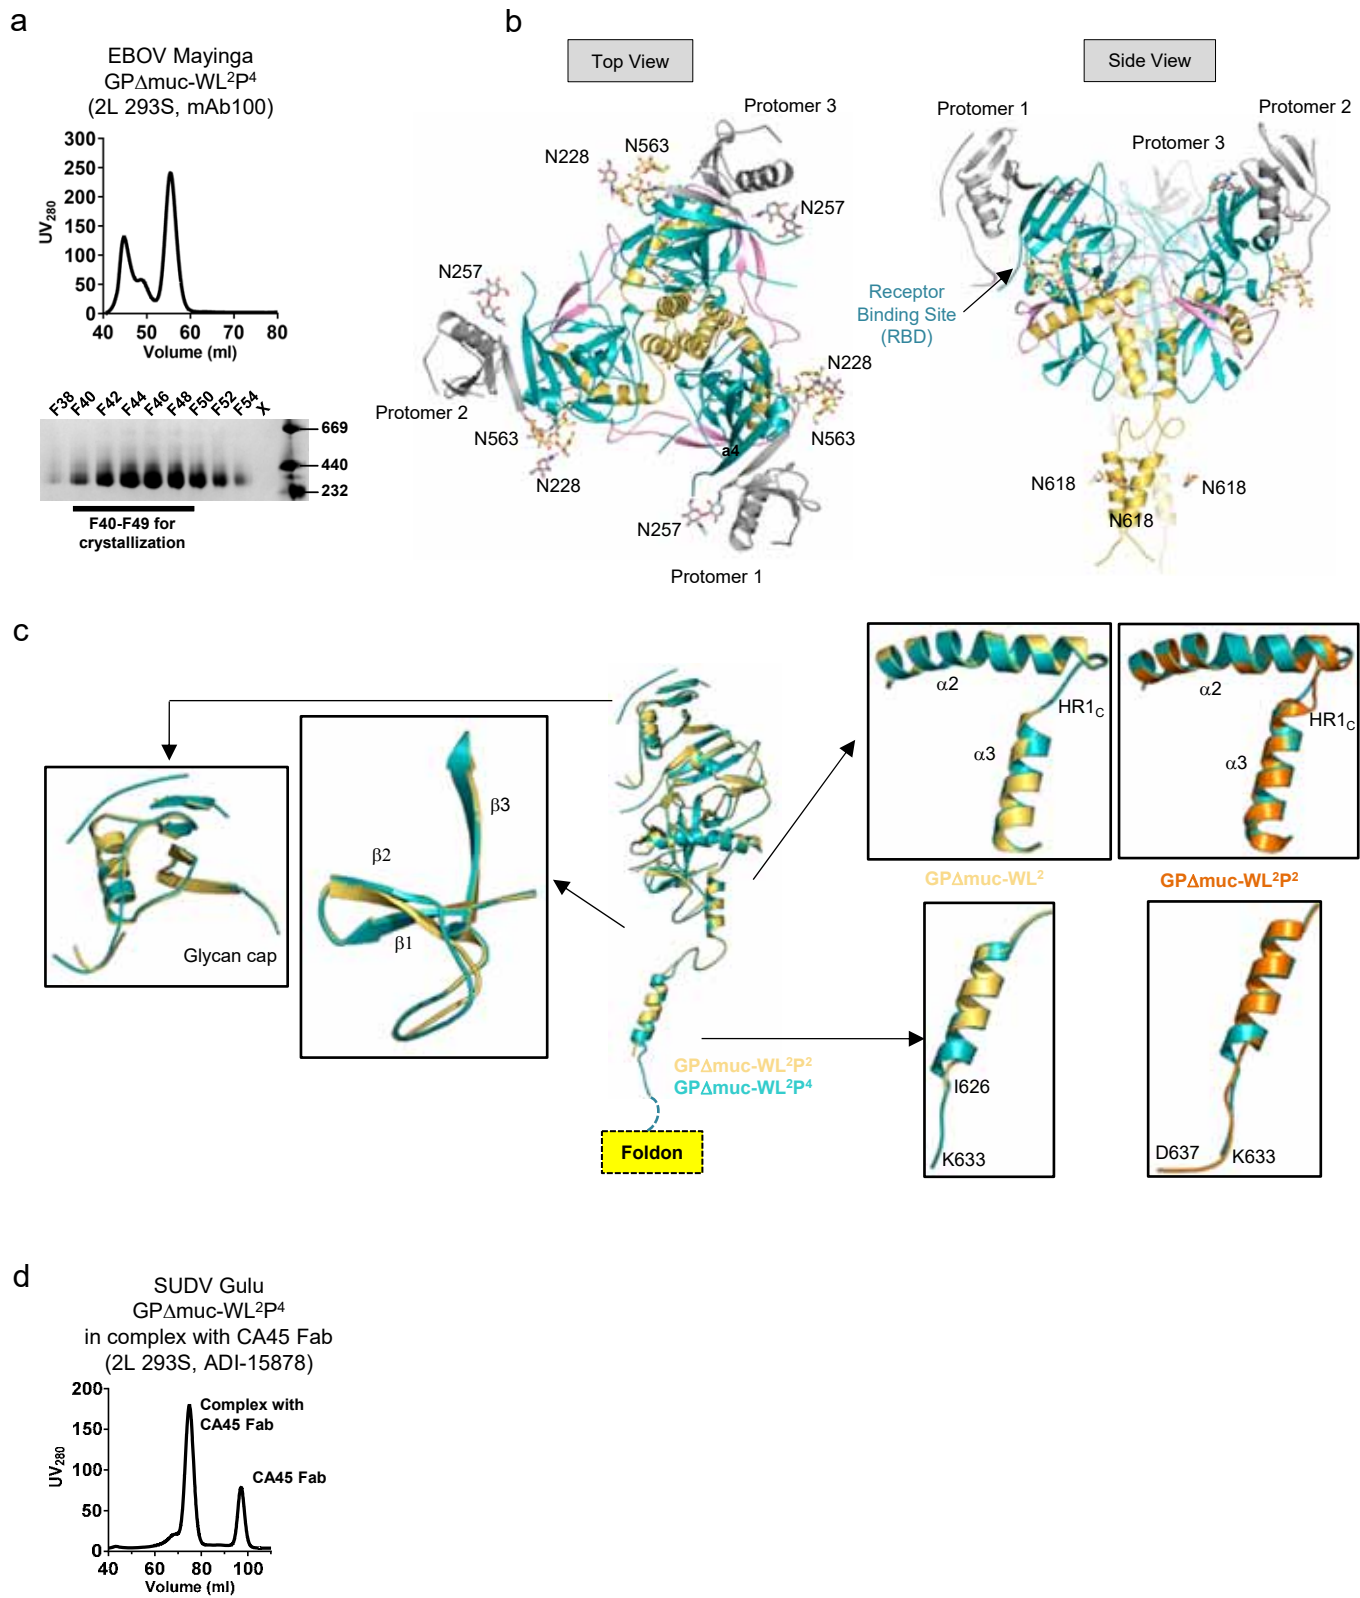 a
EBOV Mayinga
GPΔmuc-WL²P⁴
(2L 293S, mAb100)
300
250
200
150
100
50
0
UV₂₈₀
40 50 60 70 80
Volume (ml)
F38 F40 F42 F44 F46 F48 F50 F52 F54 X
669
440
232
F40-F49 for
crystallization
b
Top View
Side View
Protomer 3
N228
N563
N257
N257
Protomer 2
N563
N228
N228
N563
a4
N257
Protomer 1
Protomer 1
Protomer 2
Protomer 3
Receptor
Binding Site
(RBD)
N618
N618
N618
c
Glycan cap
β3
β2
β1
GPΔmuc-WL²P²
GPΔmuc-WL²P⁴
Foldon
α2
HR1C
α3
α2
HR1C
α3
GPΔmuc-WL²
GPΔmuc-WL²P²
I626
K633
D637
K633
d
SUDV Gulu
GPΔmuc-WL²P⁴
in complex with CA45 Fab
(2L 293S, ADI-15878)
200
150
100
50
0
UV₂₈₀
Complex with
CA45 Fab
CA45 Fab
40 60 80 100
Volume (ml)